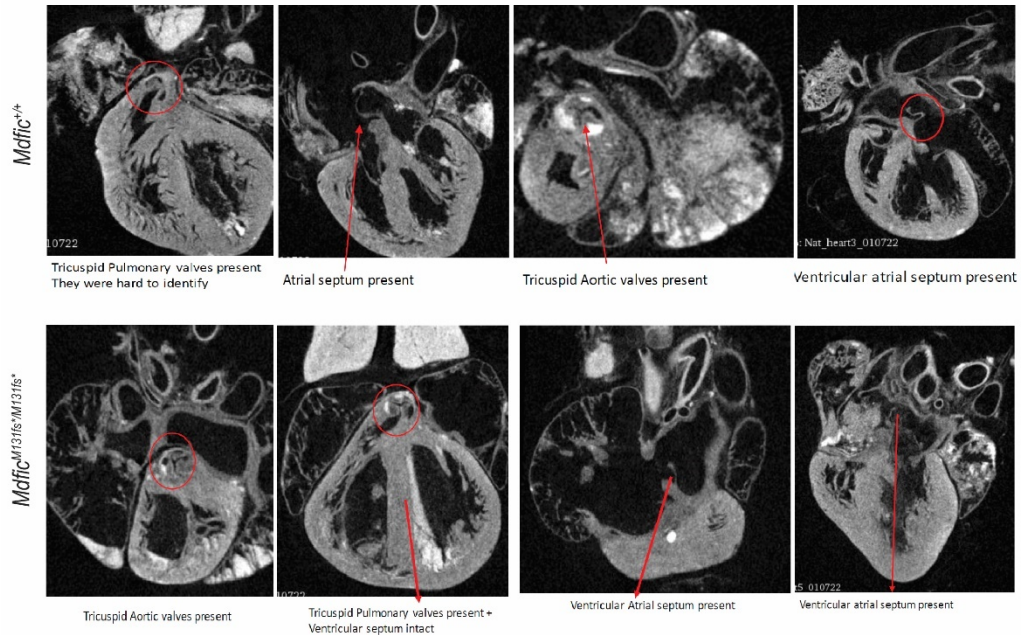 Mdfic+/+
10722
Tricuspid Pulmonary valves present
They were hard to identify
Atrial septum present
Tricuspid Aortic valves present
: Nat_heart3_010722
Ventricular atrial septum present
MdficM131fs*/M131fs*
Tricuspid Aortic valves present
10722
Tricuspid Pulmonary valves present +
Ventricular septum intact
Ventricular Atrial septum present
5_010722
Ventricular atrial septum present